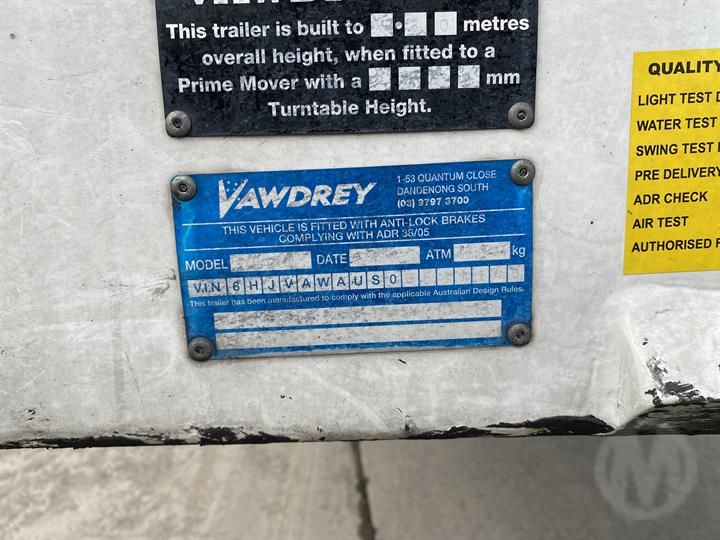 This trailer is built to 0 metres
overall height, when fitted to a
Prime Mover with a mm
Turntable Height.
VAWDREY
1-53 QUANTUM CLOSE
DANDENONG SOUTH
(03) 9797 3700
THIS VEHICLE IS FITTED WITH ANTI-LOCK BRAKES
COMPLYING WITH ADR 38/05
MODEL DATE ATM kg
V.I.N 6HJVAWAUS0
This trailer has been manufactured to comply with the applicable Australian Design Rules.
QUALITY
LIGHT TEST
WATER TEST
SWING TEST
PRE DELIVERY
ADR CHECK
AIR TEST
AUTHORISED
M